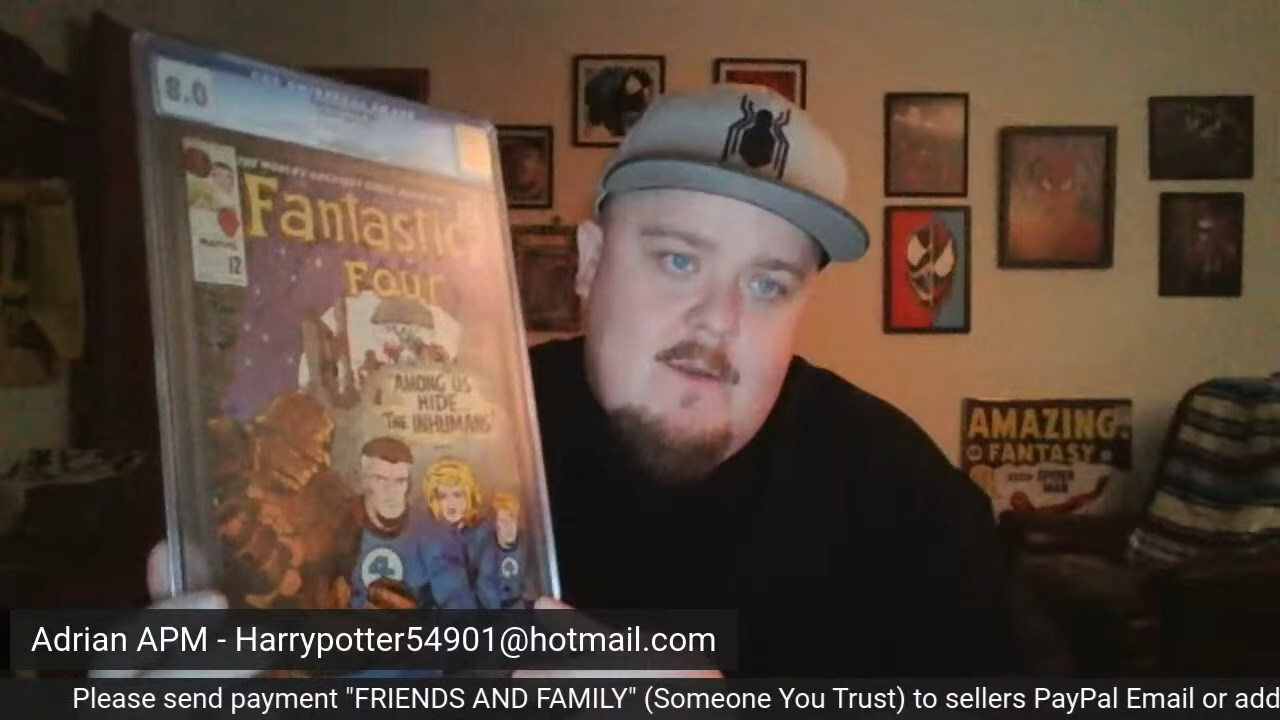 8.0
Fantastic
Four
12
"AMONG US
HIDE...
THE INHUMANS"
4
AMAZING
FANTASY
SPIDER
MAN
Adrian APM - Harrypotter54901@hotmail.com
Please send payment "FRIENDS AND FAMILY" (Someone You Trust) to sellers PayPal Email or add